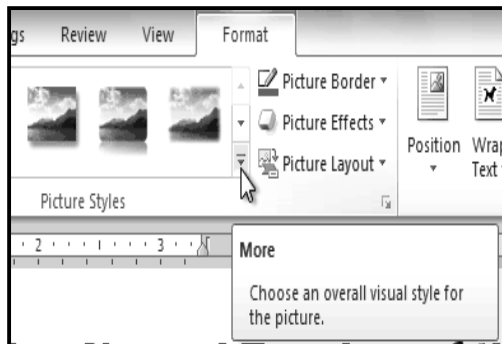 gs Review View Format
Picture Border
Picture Effects
Picture Layout
Position Wrap
Text
Picture Styles
2 1 3
More
Choose an overall visual style for
the picture.